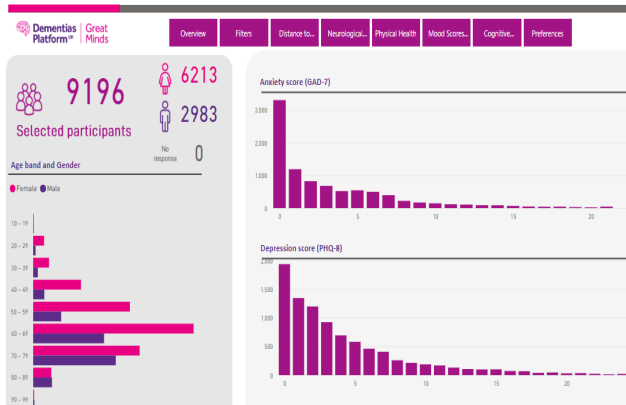 Dementias Platform UK
Great Minds
Overview
Filters
Distance to...
Neurological...
Physical Health
Mood Scores...
Cognitive...
Preferences
9196
Selected participants
6213
2983
No response
0
Age band and Gender
Female Male
10 - 19
20 - 29
30 - 39
40 - 49
50 - 59
60 - 69
70 - 79
80 - 89
90 - 99
Anxiety score (GAD-7)
3.000
2.000
1.000
0
0 5 10 15 20
Depression score (PHQ-8)
2.000
1.500
1.000
500
0
0 5 10 15 20